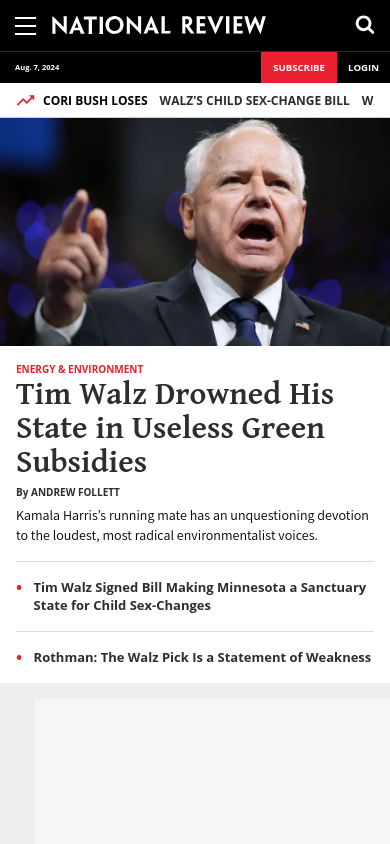 NATIONAL REVIEW
Aug. 7, 2024
SUBSCRIBE
LOGIN
CORI BUSH LOSES WALZ'S CHILD SEX-CHANGE BILL W
ENERGY & ENVIRONMENT
Tim Walz Drowned His
State in Useless Green
Subsidies
By ANDREW FOLLETT
Kamala Harris’s running mate has an unquestioning devotion
to the loudest, most radical environmentalist voices.
Tim Walz Signed Bill Making Minnesota a Sanctuary
State for Child Sex-Changes
Rothman: The Walz Pick Is a Statement of Weakness